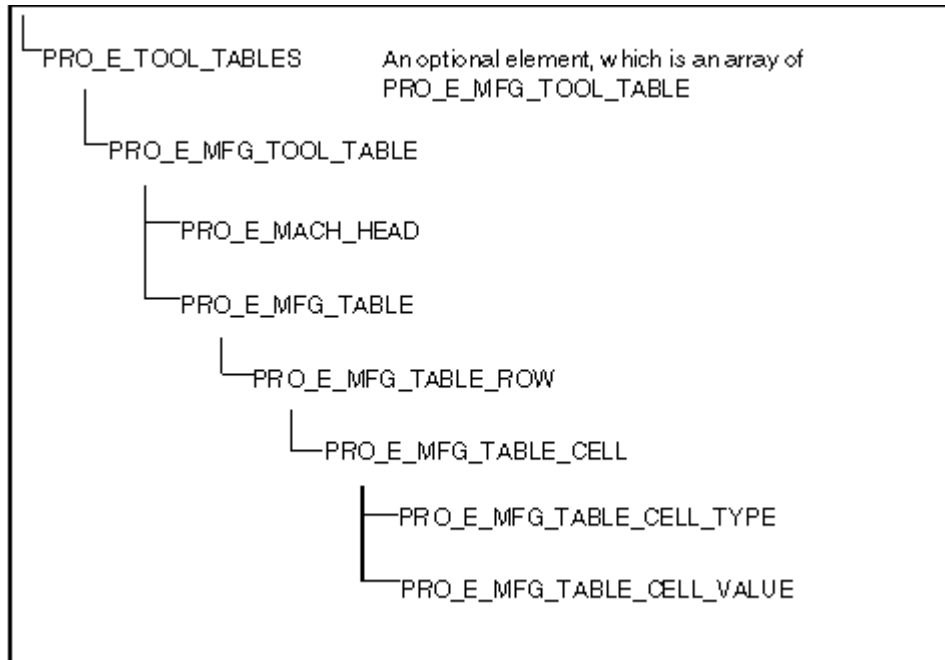 PRO_E_TOOL_TABLES
An optional element, which is an array of
PRO_E_MFG_TOOL_TABLE
PRO_E_MFG_TOOL_TABLE
PRO_E_MACH_HEAD
PRO_E_MFG_TABLE
PRO_E_MFG_TABLE_ROW
PRO_E_MFG_TABLE_CELL
PRO_E_MFG_TABLE_CELL_TYPE
PRO_E_MFG_TABLE_CELL_VALUE